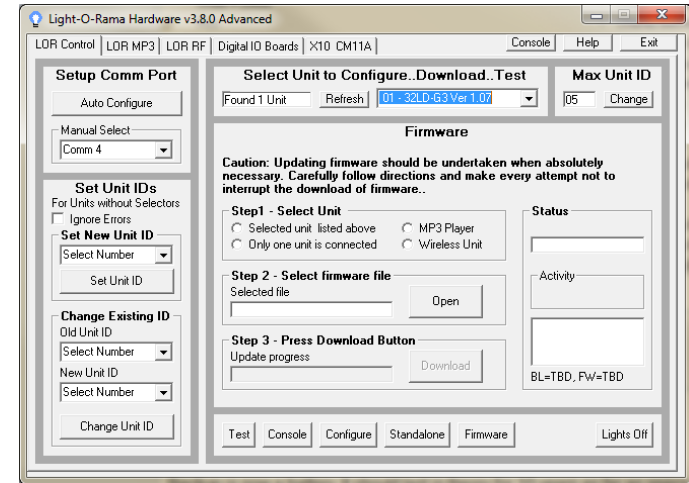 Light-O-Rama Hardware v3.8.0 Advanced
LOR Control LOR MP3 LOR RF Digital IO Boards X10 CM11A Console Help Exit
Setup Comm Port
Auto Configure
Manual Select
Comm 4
Set Unit IDs
For Units without Selectors
Ignore Errors
Set New Unit ID
Select Number
Set Unit ID
Change Existing ID
Old Unit ID
Select Number
New Unit ID
Select Number
Change Unit ID
Select Unit to Configure..Download..Test
Found 1 Unit Refresh 01 - 32LD-G3 Ver 1.07
Max Unit ID
05 Change
Firmware
Caution: Updating firmware should be undertaken when absolutely
necessary. Carefully follow directions and make every attempt not to
interrupt the download of firmware..
Step1 - Select Unit
Selected unit listed above MP3 Player
Only one unit is connected Wireless Unit
Step 2 - Select firmware file
Selected file
Open
Step 3 - Press Download Button
Update progress
Download
Status
Activity
BL=TBD, FW=TBD
Test Console Configure Standalone Firmware Lights Off